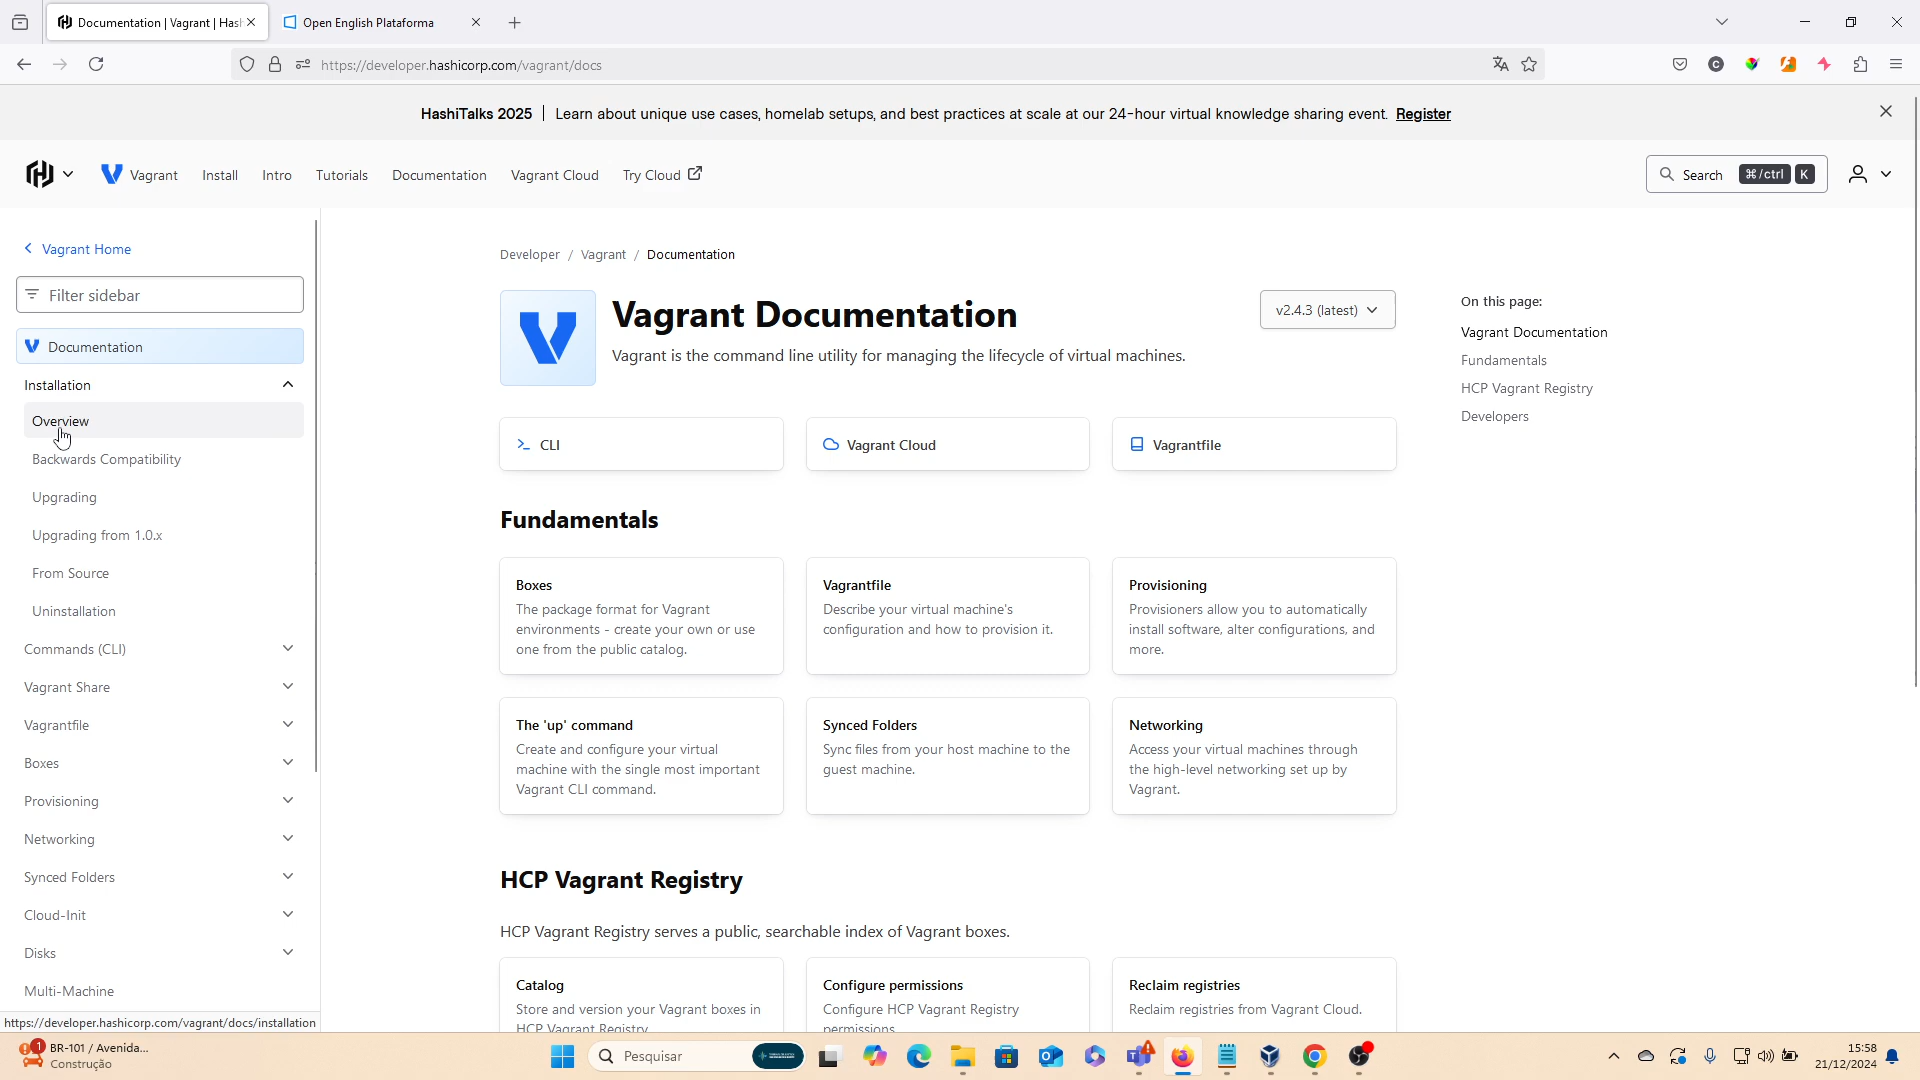 Documentation | Vagrant | Has
Open English Plataforma
https://developer.hashicorp.com/vagrant/docs
HashiTalks 2025 | Learn about unique use cases, homelab setups, and best practices at scale at our 24-hour virtual knowledge sharing event. Register
Vagrant Install Intro Tutorials Documentation Vagrant Cloud Try Cloud
Search ⌘/ctrl K
Vagrant Home
Filter sidebar
Documentation
Installation
Overview
Backwards Compatibility
Upgrading
Upgrading from 1.0.x
From Source
Uninstallation
Commands (CLI)
Vagrant Share
Vagrantfile
Boxes
Provisioning
Networking
Synced Folders
Cloud-Init
Disks
Multi-Machine
https://developer.hashicorp.com/vagrant/docs/installation
Developer / Vagrant / Documentation
Vagrant Documentation
Vagrant is the command line utility for managing the lifecycle of virtual machines.
v2.4.3 (latest)
CLI
Vagrant Cloud
Vagrantfile
Fundamentals
Boxes
The package format for Vagrant
environments - create your own or use
one from the public catalog.
Vagrantfile
Describe your virtual machine's
configuration and how to provision it.
Provisioning
Provisioners allow you to automatically
install software, alter configurations, and
more.
The 'up' command
Create and configure your virtual
machine with the single most important
Vagrant CLI command.
Synced Folders
Sync files from your host machine to the
guest machine.
Networking
Access your virtual machines through
the high-level networking set up by
Vagrant.
HCP Vagrant Registry
HCP Vagrant Registry serves a public, searchable index of Vagrant boxes.
Catalog
Store and version your Vagrant boxes in
HCP Vagrant Registry
Configure permissions
Configure HCP Vagrant Registry
permissions
Reclaim registries
Reclaim registries from Vagrant Cloud.
On this page:
Vagrant Documentation
Fundamentals
HCP Vagrant Registry
Developers
1
BR-101 / Avenida...
Construção
Pesquisar
15:58
21/12/2024